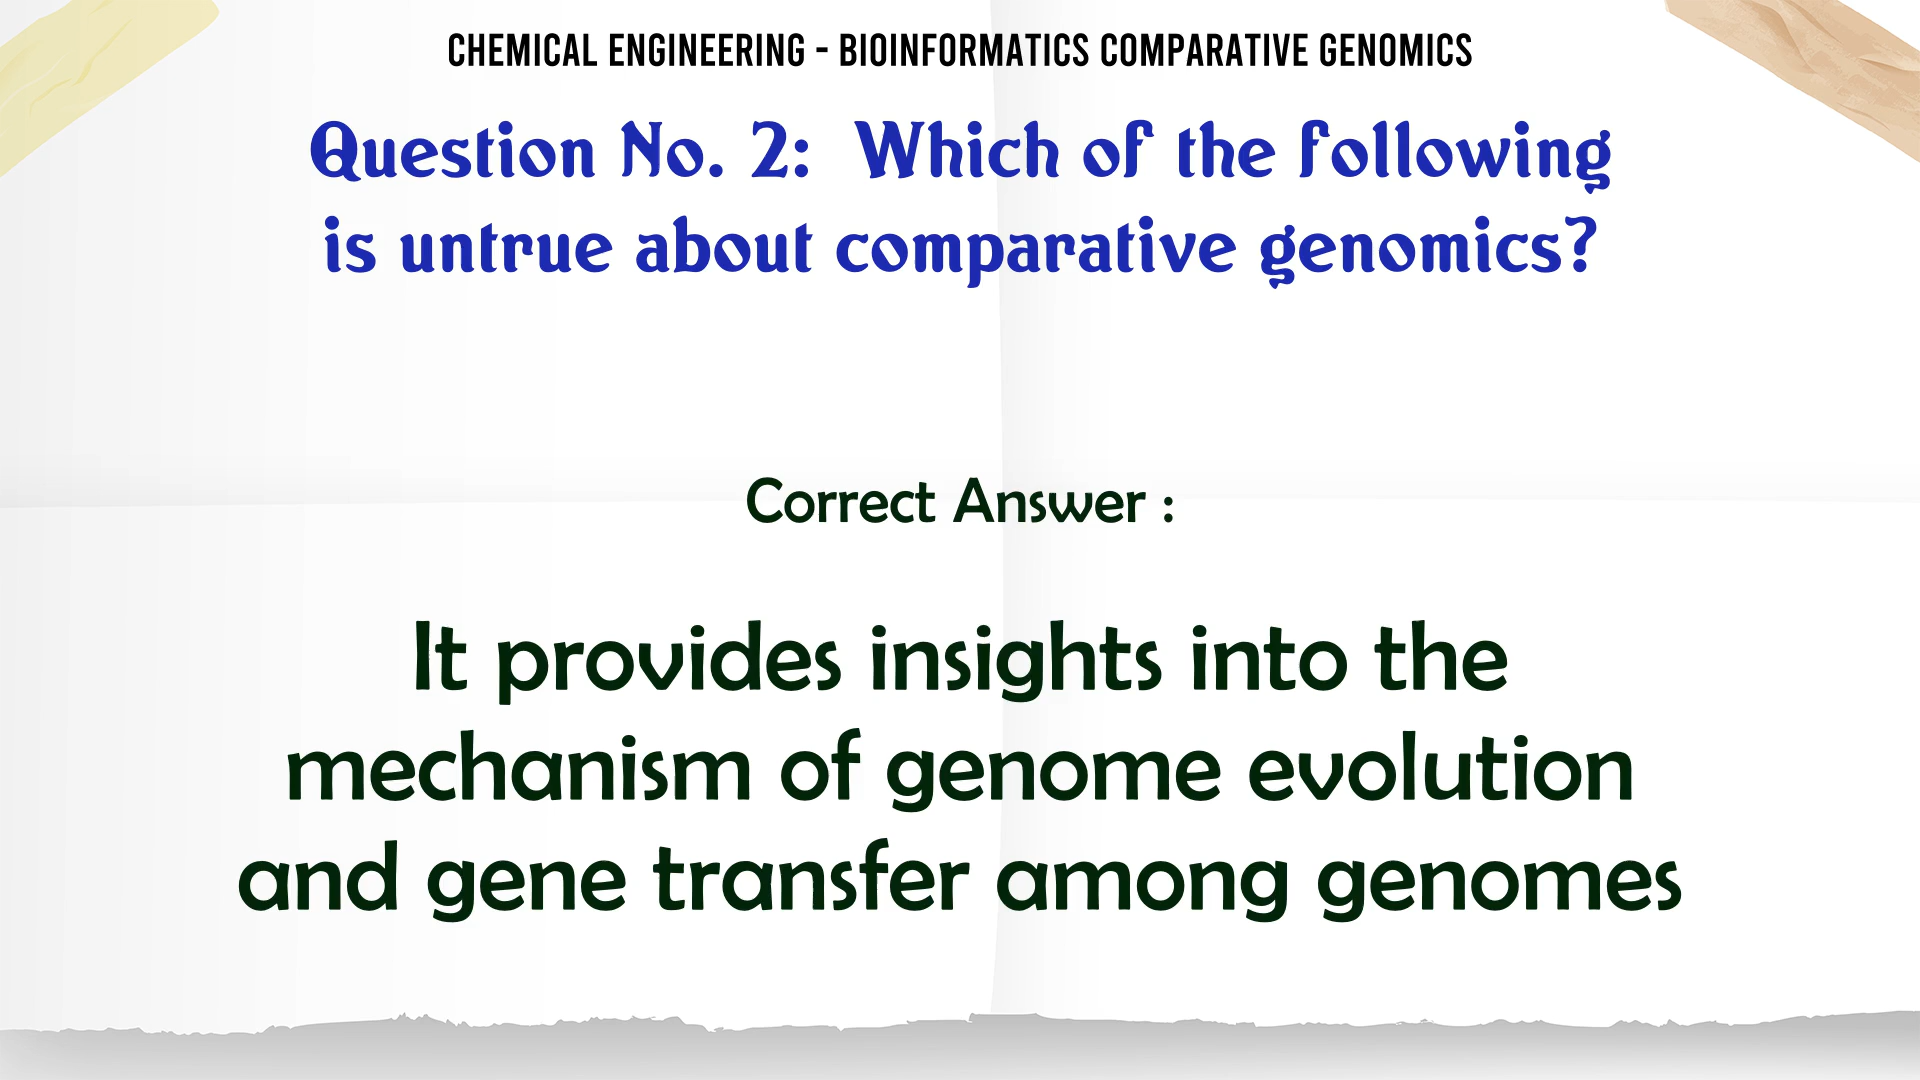 CHEMICAL ENGINEERING - BIOINFORMATICS COMPARATIVE GENOMICS
Question No. 2: Which of the following
is untrue about comparative genomics?
Correct Answer :
It provides insights into the
mechanism of genome evolution
and gene transfer among genomes